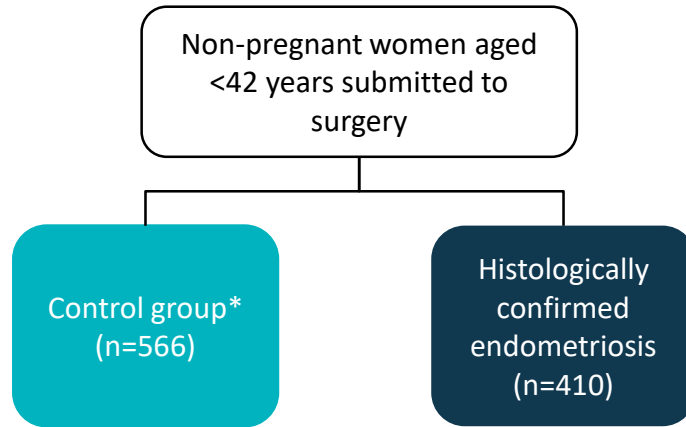 Non-pregnant women aged
<42 years submitted to
surgery
Control group*
(n=566)
Histologically
confirmed
endometriosis
(n=410)